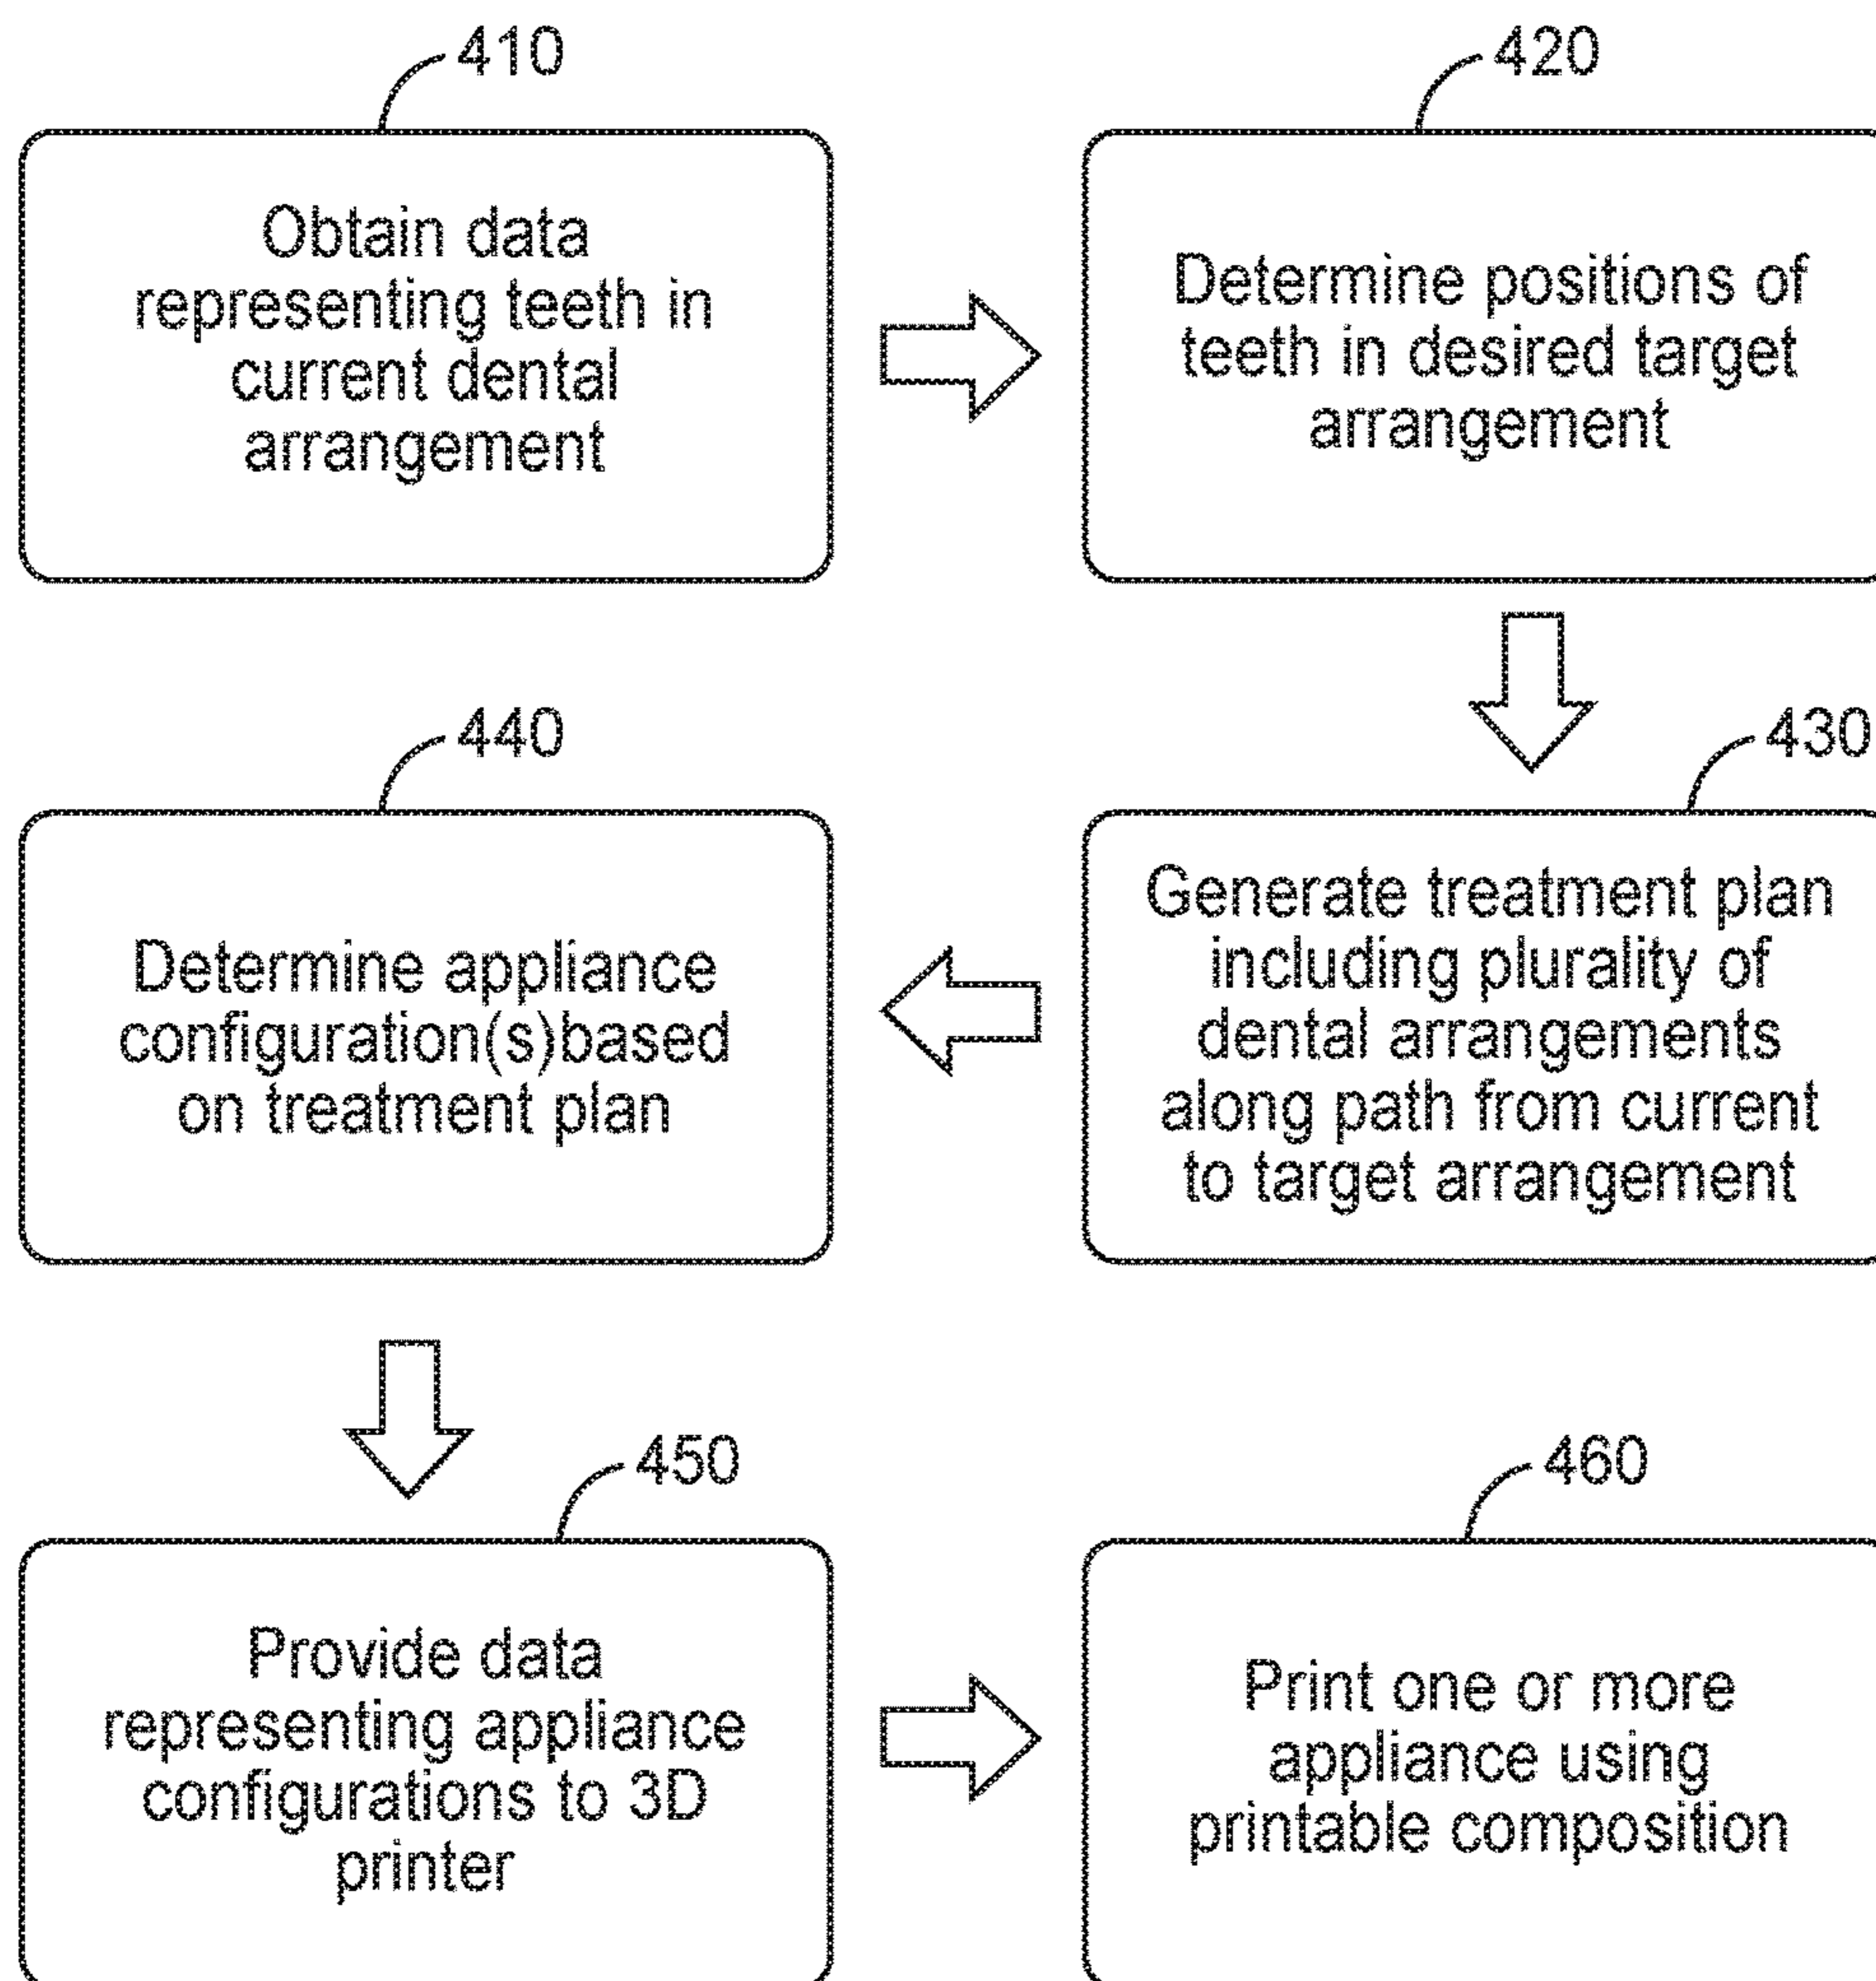 410
Obtain data
representing teeth in
current dental
arrangement
420
Determine positions of
teeth in desired target
arrangement
430
Generate treatment plan
including plurality of
dental arrangements
along path from current
to target arrangement
440
Determine appliance
configuration(s)based
on treatment plan
450
Provide data
representing appliance
configurations to 3D
printer
460
Print one or more
appliance using
printable composition